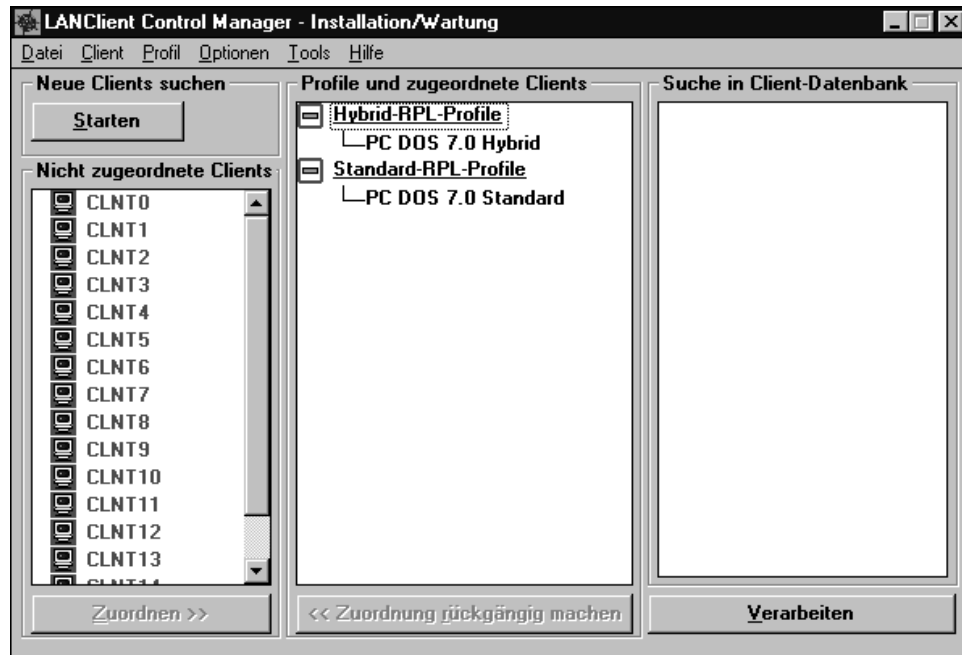 LANClient Control Manager - Installation/Wartung
Datei Client Profil Optionen Tools Hilfe
Neue Clients suchen
Starten
Nicht zugeordnete Clients
CLNT0
CLNT1
CLNT2
CLNT3
CLNT4
CLNT5
CLNT6
CLNT7
CLNT8
CLNT9
CLNT10
CLNT11
CLNT12
CLNT13
Zuordnen >>
Profile und zugeordnete Clients
Hybrid-RPL-Profile
PC DOS 7.0 Hybrid
Standard-RPL-Profile
PC DOS 7.0 Standard
<< Zuordnung rückgängig machen
Suche in Client-Datenbank
Verarbeiten